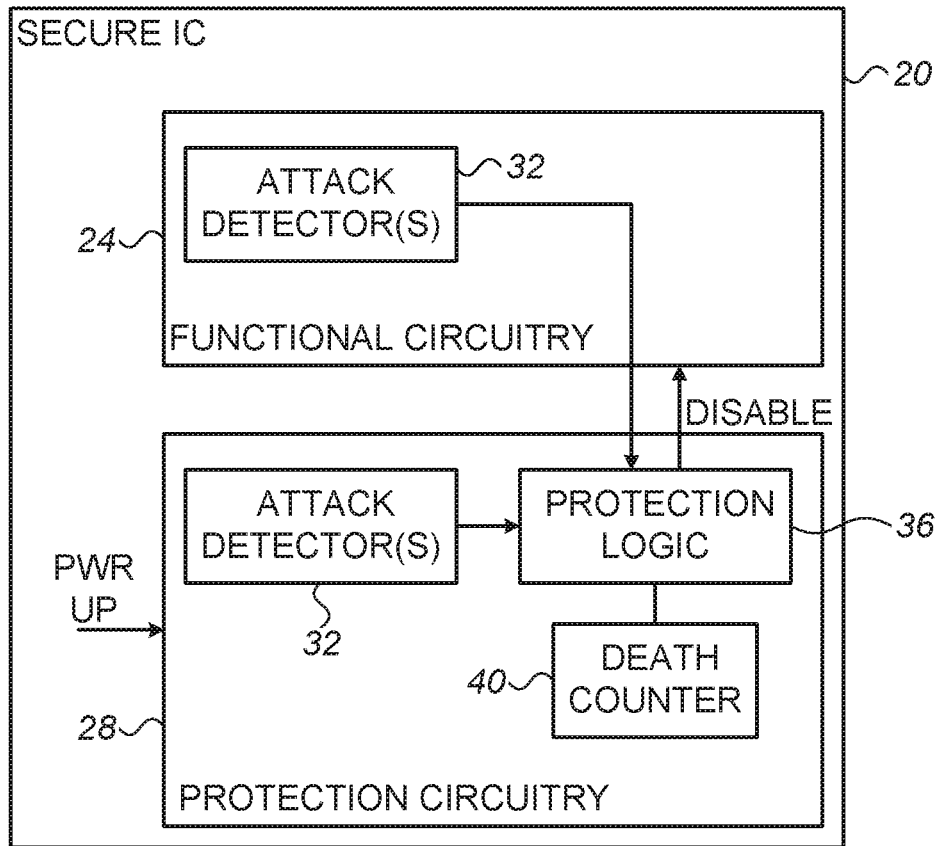 SECURE IC
20
ATTACK
DETECTOR(S)
32
24
FUNCTIONAL CIRCUITRY
DISABLE
ATTACK
DETECTOR(S)
32
PROTECTION
LOGIC
36
PWR
UP
DEATH
COUNTER
40
28
PROTECTION CIRCUITRY